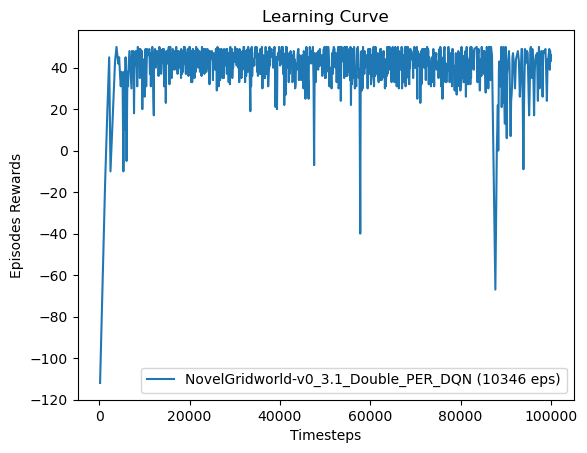 Learning Curve
Episodes Rewards
40
20
0
−20
−40
−60
−80
−100
−120
NovelGridworld-v0_3.1_Double_PER_DQN (10346 eps)
0 20000 40000 60000 80000 100000
Timesteps